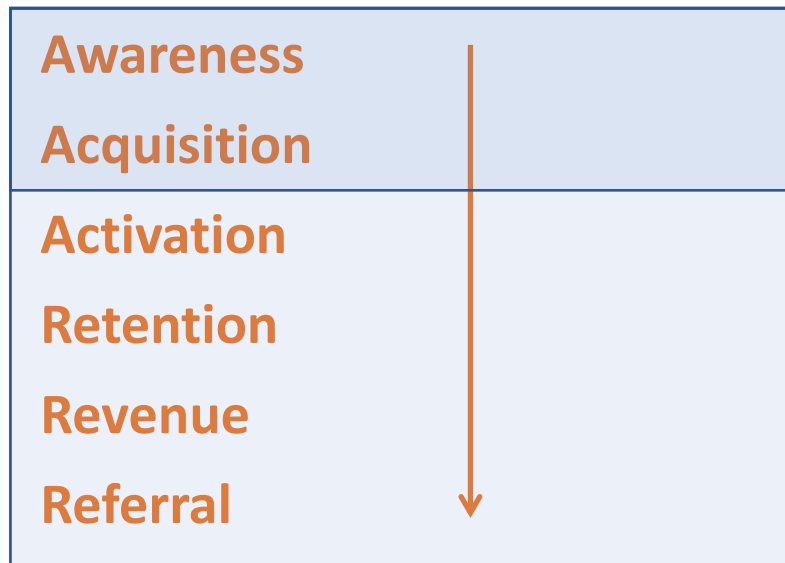 Awareness
Acquisition
Activation
Retention
Revenue
Referral